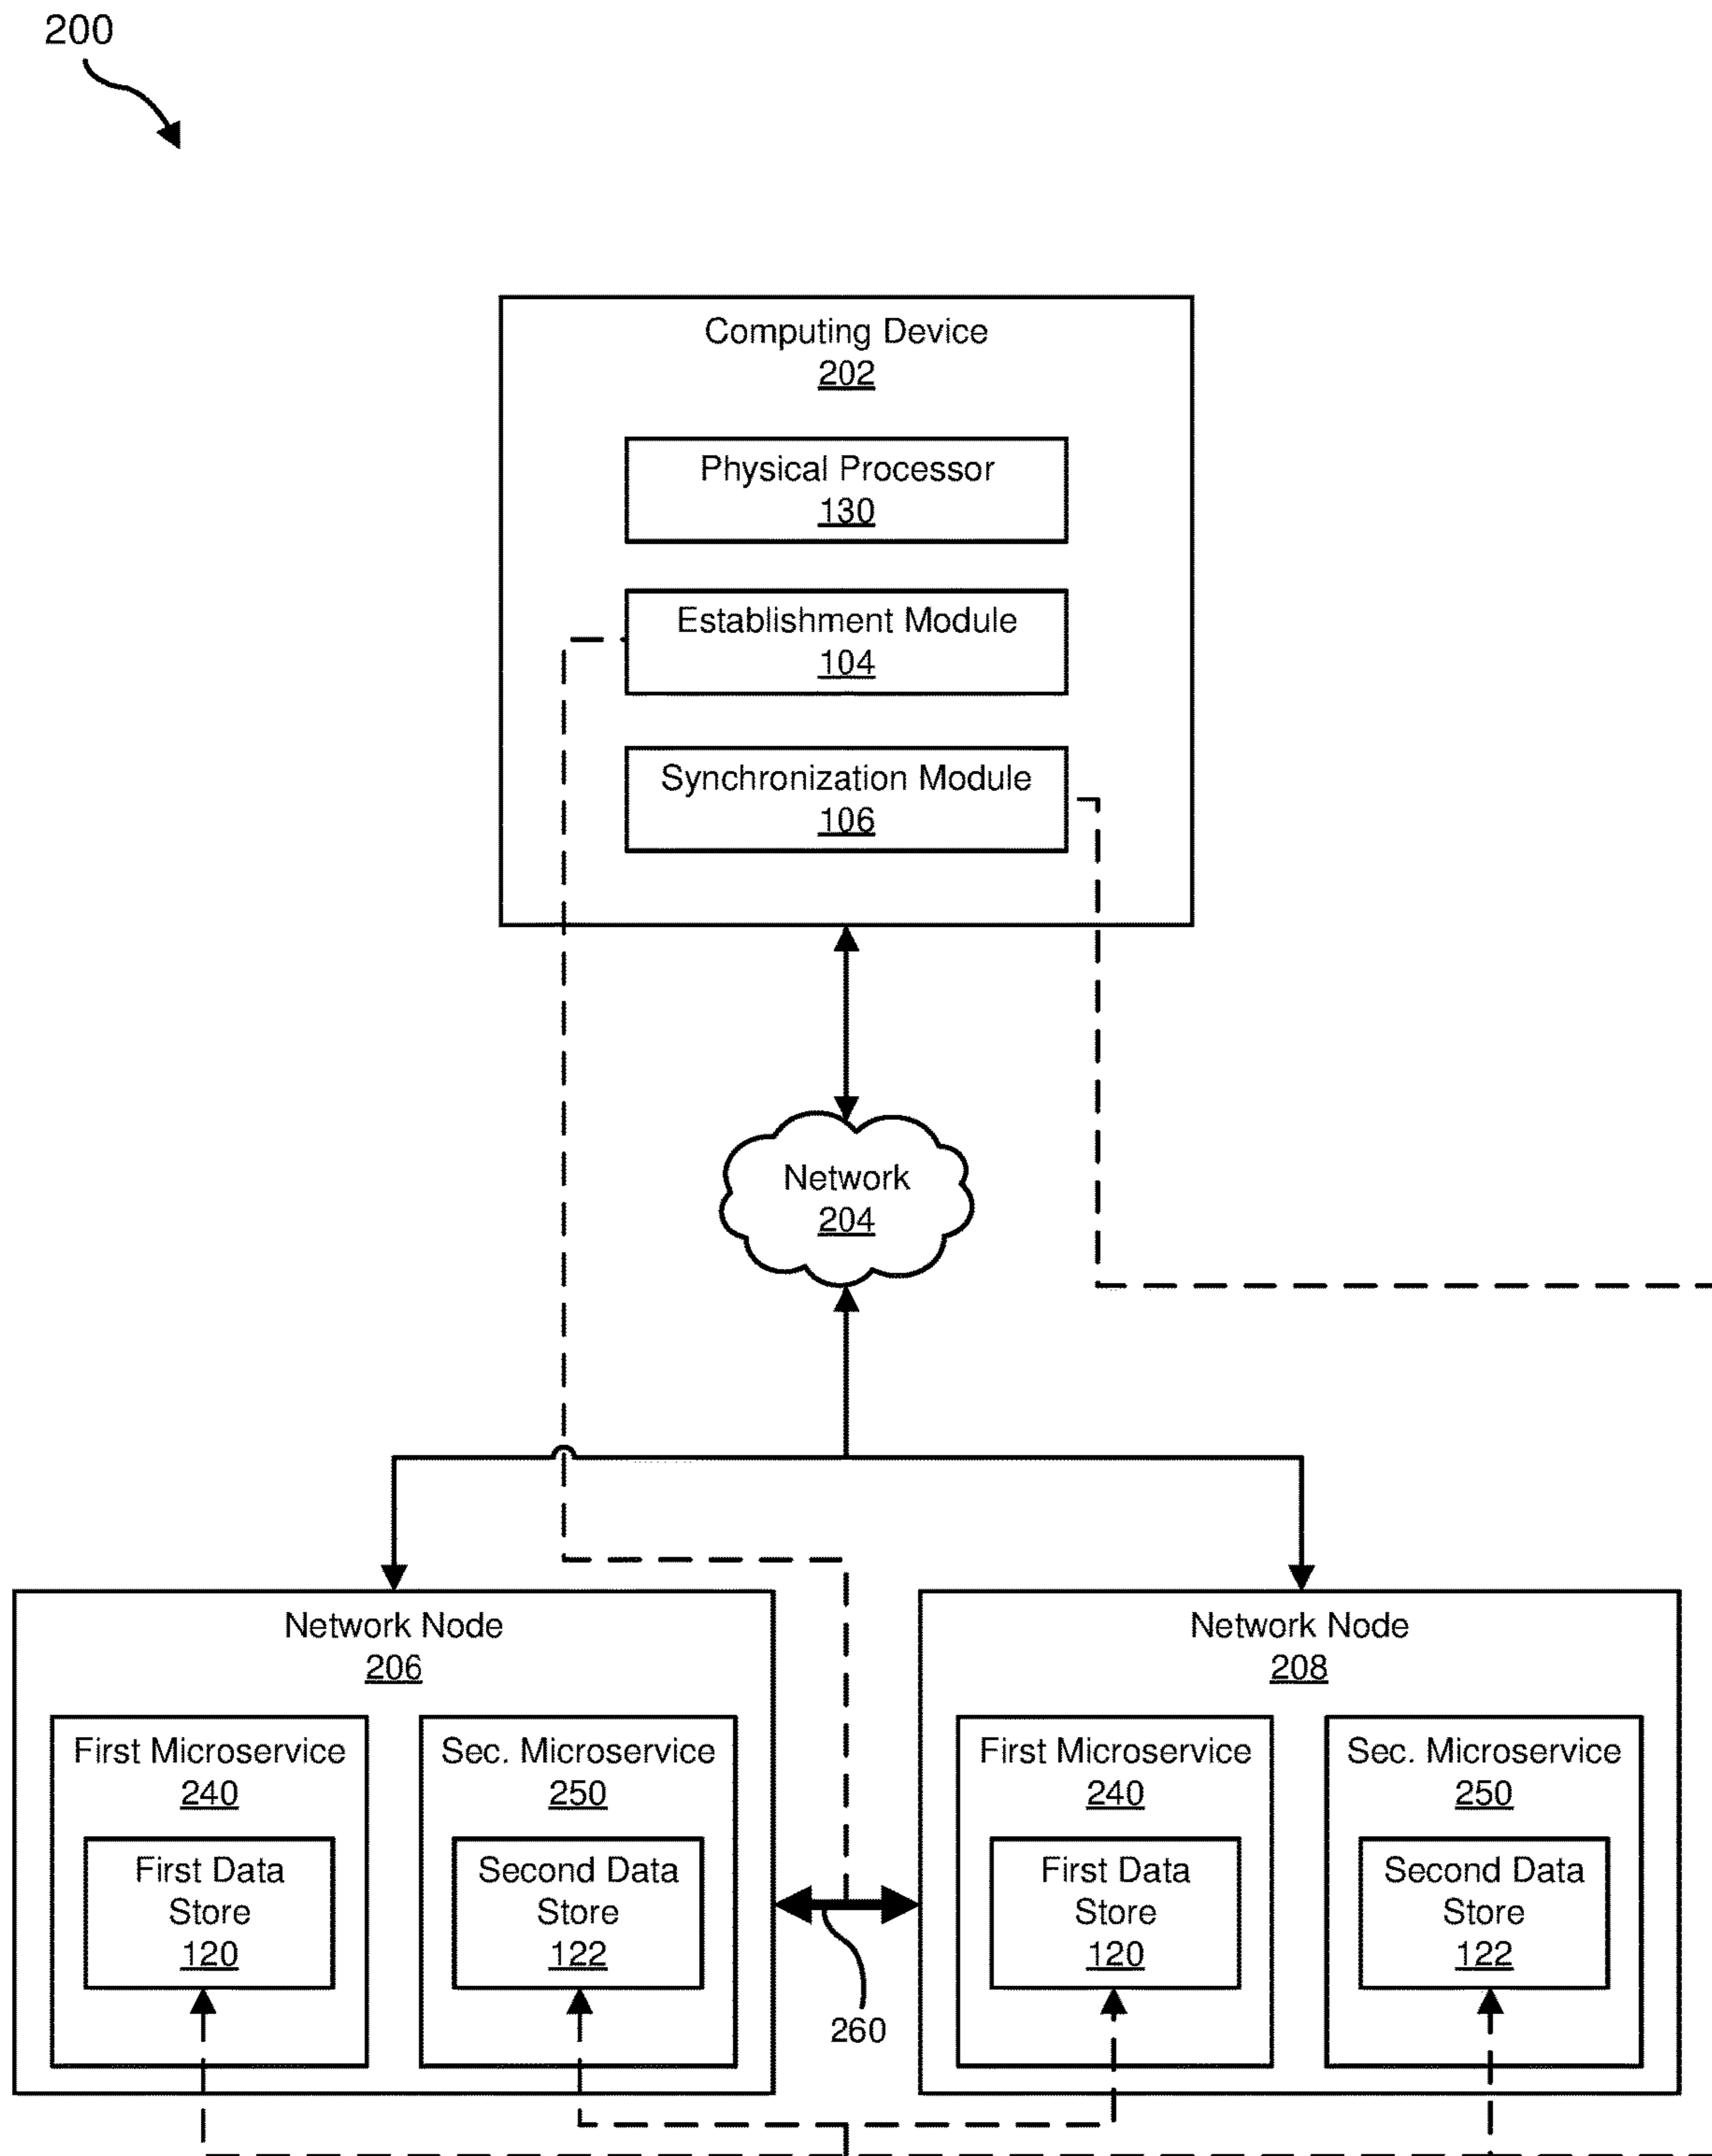 200
Computing Device
202
Physical Processor
130
Establishment Module
104
Synchronization Module
106
Network
204
Network Node
206
First Microservice
240
First Data
Store
120
Sec. Microservice
250
Second Data
Store
122
260
Network Node
208
First Microservice
240
First Data
Store
120
Sec. Microservice
250
Second Data
Store
122